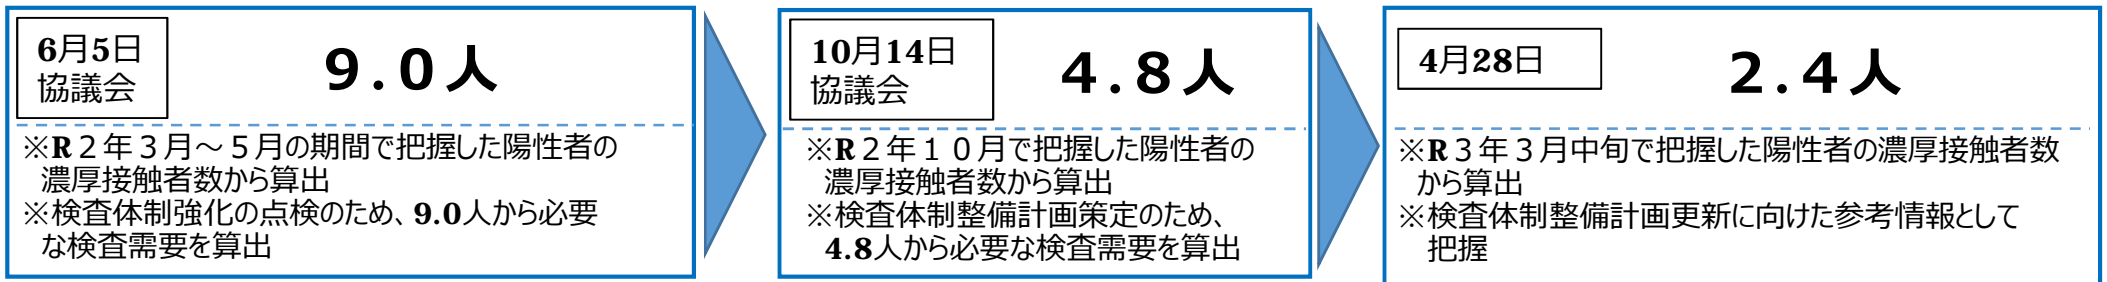 6月5日
協議会
９.０人
※R２年３月～５月の期間で把握した陽性者の
濃厚接触者数から算出
※検査体制強化の点検のため、9.0人から必要
な検査需要を算出
10月14日
協議会
４.８人
※R２年１０月で把握した陽性者の
濃厚接触者数から算出
※検査体制整備計画策定のため、
4.8人から必要な検査需要を算出
4月28日
２.４人
※R３年３月中旬で把握した陽性者の濃厚接触者数
から算出
※検査体制整備計画更新に向けた参考情報として
把握